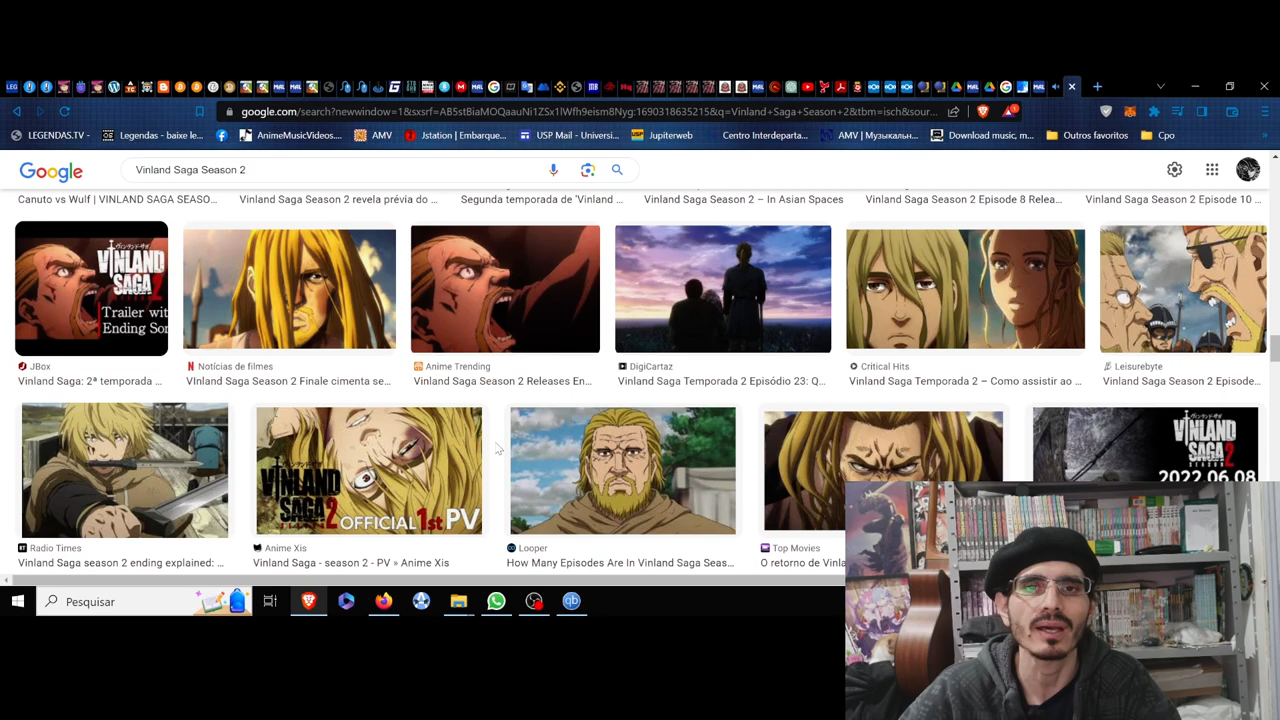 google.com/search?newwindow=1&sxsrf=AB5stBiaMOQaauNi1ZSx1lWfh9eism8Nyg:1690318635215&q=Vinland+Saga+Season+2&tbm=isch&sour...
LEGENDAS.TV -
Legendas - baixe le...
AnimeMusicVideos....
AMV
Jstation | Embarque...
USP Mail - Universi...
Jupiterweb
Centro Interdeparta...
AMV | Музыкальн...
Download music, m...
Outros favoritos
Cpo
Google
Vinland Saga Season 2
Canuto vs Wulf | VINLAND SAGA SEASO...
Vinland Saga Season 2 revela prévia do ...
Segunda temporada de 'Vinland ...
Vinland Saga Season 2 – In Asian Spaces
Vinland Saga Season 2 Episode 8 Relea...
Vinland Saga Season 2 Episode 10 ...
VINLAND
SAGA 2
Trailer wit
Ending Son
JBox
Notícias de filmes
Anime Trending
DigiCartaz
Critical Hits
Leisurebyte
Vinland Saga: 2ª temporada ...
VInland Saga Season 2 Finale cimenta se...
Vinland Saga Season 2 Releases En...
Vinland Saga Temporada 2 Episódio 23: Q...
Vinland Saga Temporada 2 – Como assistir ao ...
Vinland Saga Season 2 Episode...
VINLAND
SAGA 2
OFFICIAL 1st PV
VINLAND
SAGA 2
2022.06.08
Radio Times
Anime Xis
Looper
Top Movies
Vinland Saga season 2 ending explained: ...
Vinland Saga - season 2 - PV » Anime Xis
How Many Episodes Are In Vinland Saga Seas...
O retorno de Vinla
Pesquisar